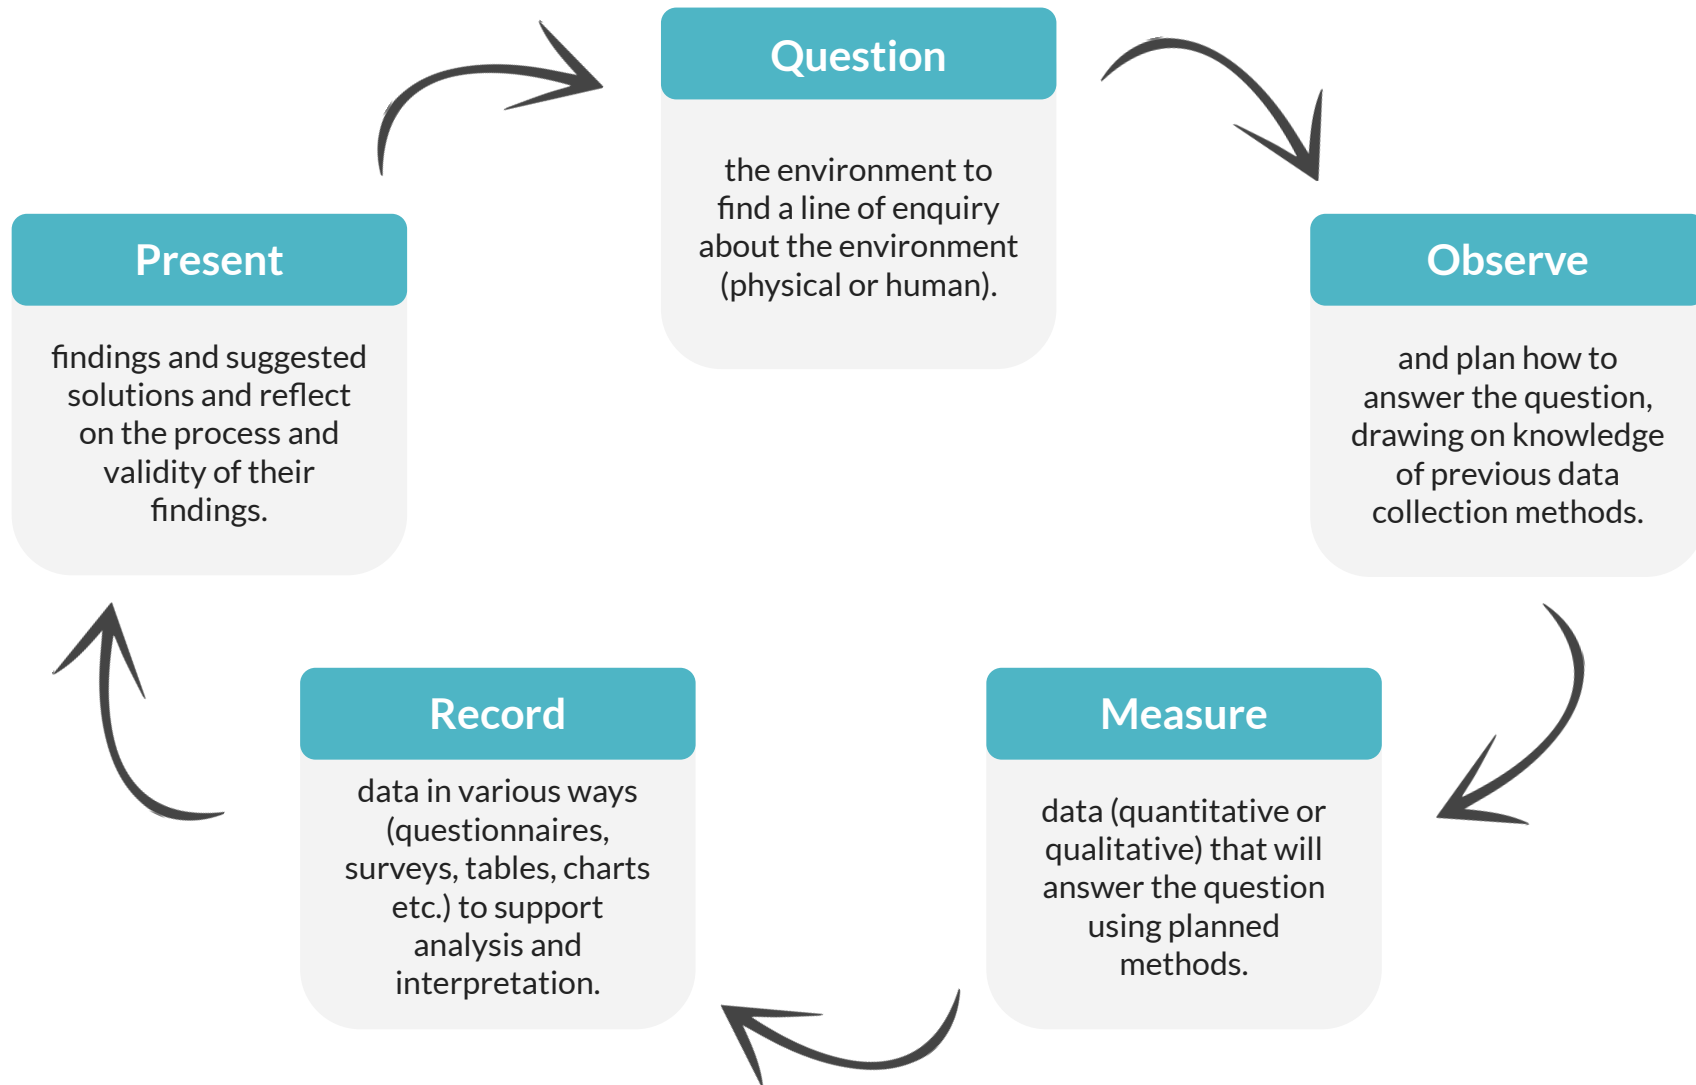 Question
the environment to
find a line of enquiry
about the environment
(physical or human).
Observe
and plan how to
answer the question,
drawing on knowledge
of previous data
collection methods.
Measure
data (quantitative or
qualitative) that will
answer the question
using planned
methods.
Record
data in various ways
(questionnaires,
surveys, tables, charts
etc.) to support
analysis and
interpretation.
Present
findings and suggested
solutions and reflect
on the process and
validity of their
findings.